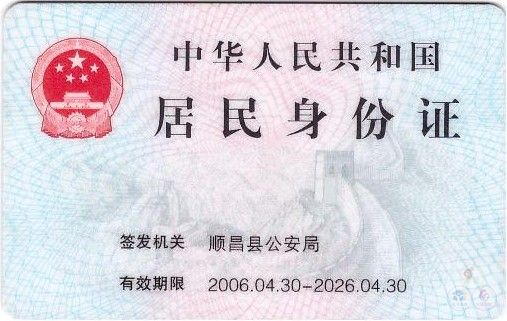 中华人民共和国
居民身份证
签发机关 顺昌县公安局
有效期限 2006.04.30-2026.04.30